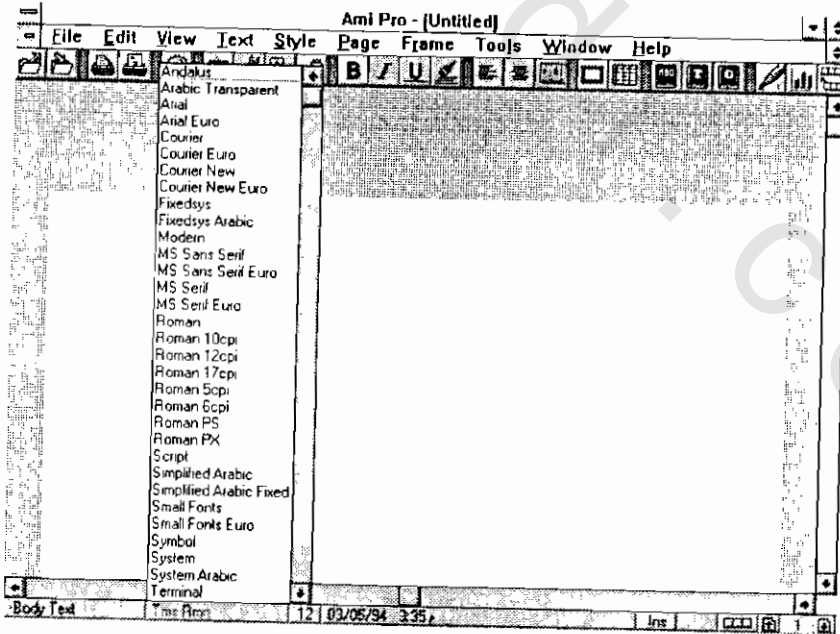 Ami Pro - [Untitled]
File Edit View Text Style Page Frame Tools Window Help
B I U
Andalus
Arabic Transparent
Arial
Arial Euro
Courier
Courier Euro
Courier New
Courier New Euro
Fixedsys
Fixedsys Arabic
Modern
MS Sans Serif
MS Sans Serif Euro
MS Serif
MS Serif Euro
Roman
Roman 10cpi
Roman 12cpi
Roman 17cpi
Roman 5cpi
Roman 6cpi
Roman PS
Roman PX
Script
Simplified Arabic
Simplified Arabic Fixed
Small Fonts
Small Fonts Euro
Symbol
System
System Arabic
Terminal
Body Text Tms Rmn 12 03/05/94 3:35 Ins 1